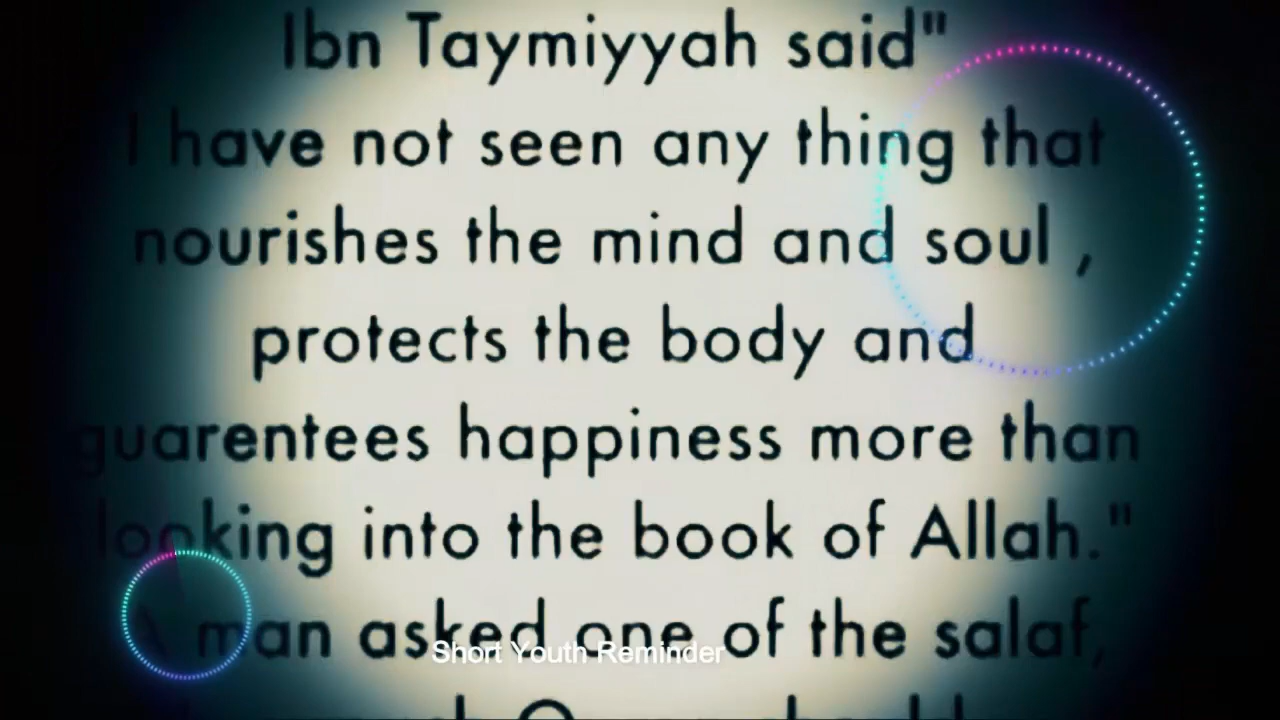 Ibn Taymiyyah said"
I have not seen any thing that
nourishes the mind and soul ,
protects the body and
guarentees happiness more than
looking into the book of Allah."
A man asked one of the salaf,
Short Youth Reminder